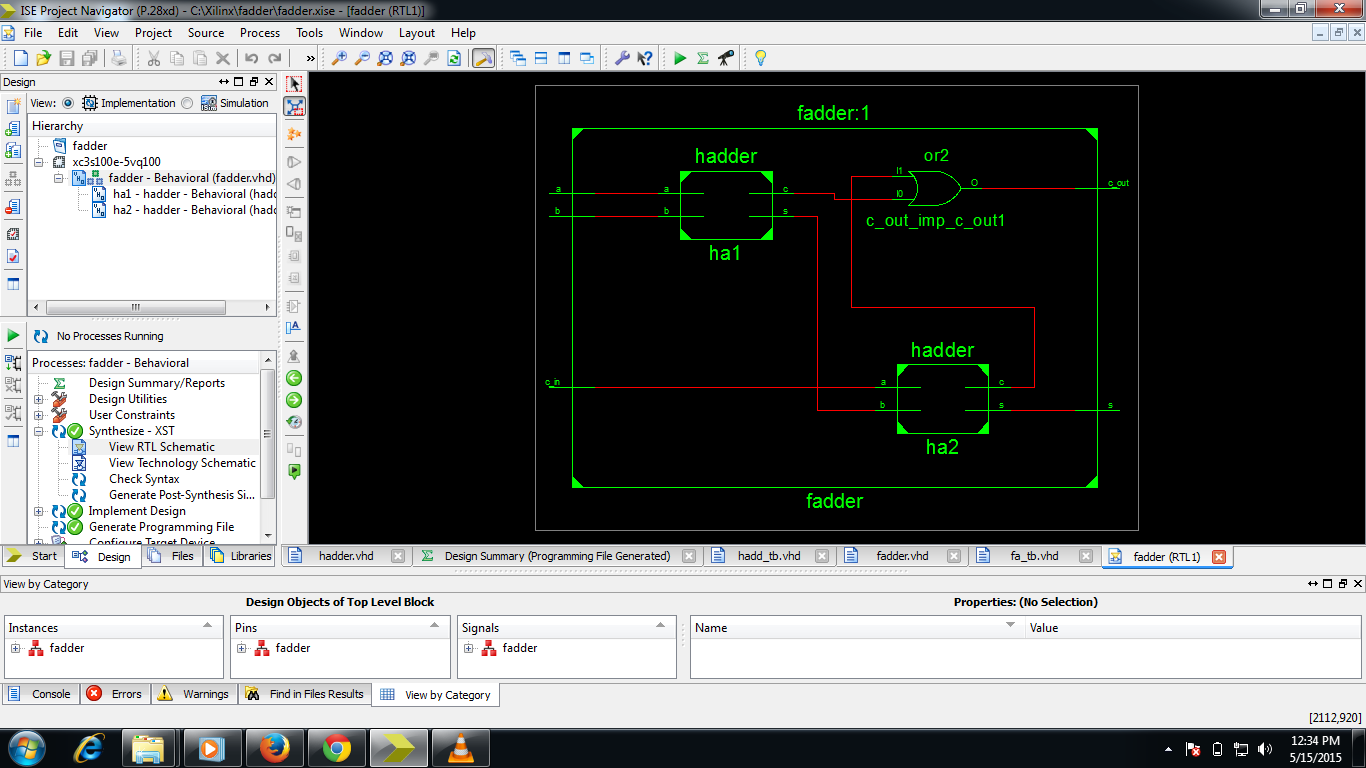 ISE Project Navigator (P.28xd) - C:\Xilinx\fadder\fadder.xise - [fadder (RTL1)]
File Edit View Project Source Process Tools Window Layout Help
»
Design
View: Implementation Simulation
Hierarchy
fadder
xc3s100e-5vq100
fadder - Behavioral (fadder.vhd)
ha1 - hadder - Behavioral (hadd
ha2 - hadder - Behavioral (hadd
No Processes Running
Processes: fadder - Behavioral
Design Summary/Reports
Design Utilities
User Constraints
Synthesize - XST
View RTL Schematic
View Technology Schematic
Check Syntax
Generate Post-Synthesis Si...
Implement Design
Generate Programming File
Configure Target Device
Start Design Files Libraries
fadder:1
hadder
or2
a a c I1 O c_out
b b s I0
c_out_imp_c_out1
ha1
hadder
c_in a c
b s s
ha2
fadder
hadder.vhd Design Summary (Programming File Generated) hadd_tb.vhd fadder.vhd fa_tb.vhd fadder (RTL1)
View by Category
Design Objects of Top Level Block Properties: (No Selection)
Instances Pins Signals Name Value
fadder fadder fadder
Console Errors Warnings Find in Files Results View by Category
[2112,920]
12:34 PM
5/15/2015